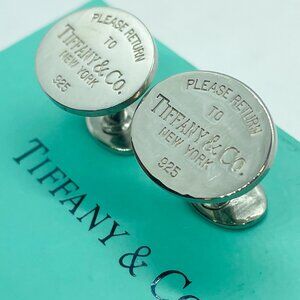 PLEASE RETURN
TO
TIFFANY & CO.
NEW YORK
925
PLEASE RETURN
TO
TIFFANY & CO.
NEW YORK
925
TIFFANY & CO